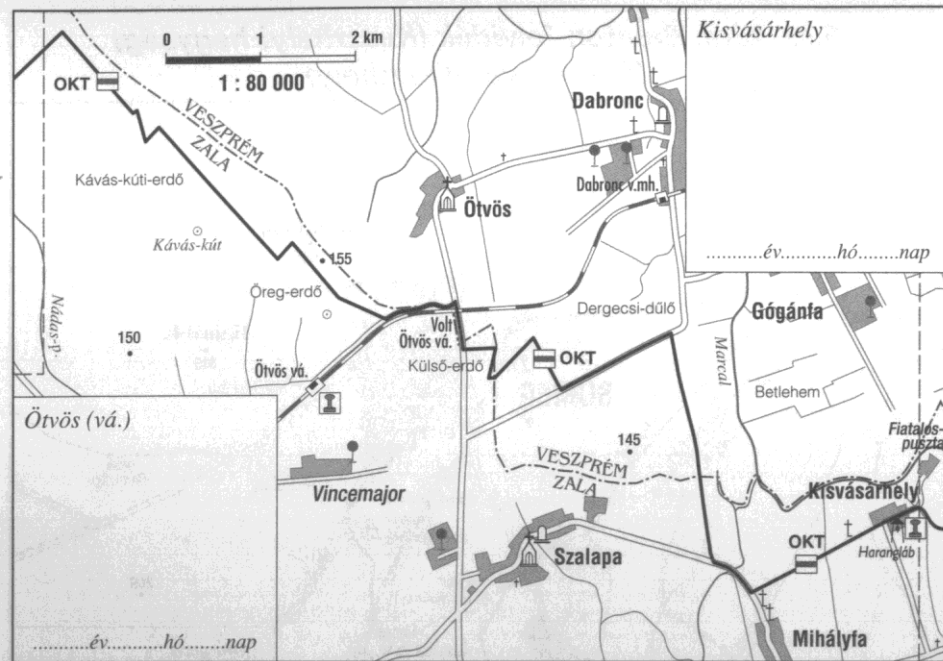 Kisvásárhely
0 1 2 km
1 : 80 000
OKT
VESZPRÉM
ZALA
Dabronc
Kávás-kúti-erdő
Kávás-kút
Ötvös
Dabronc v.mh.
155
Öreg-erdő
..........év..........hó........nap
Nádas-p.
150
Volt
Ötvös vá.
Ötvös vá.
Külső-erdő
OKT
Dergecsi-dűlő
Gógánfa
Marcal
Betlehem
Ötvös (vá.)
145
Fiatalos-
puszta
VESZPRÉM
ZALA
Kisvásárhely
Vincemajor
Szalapa
OKT
Harangláb
Mihályfa
..........év..........hó........nap